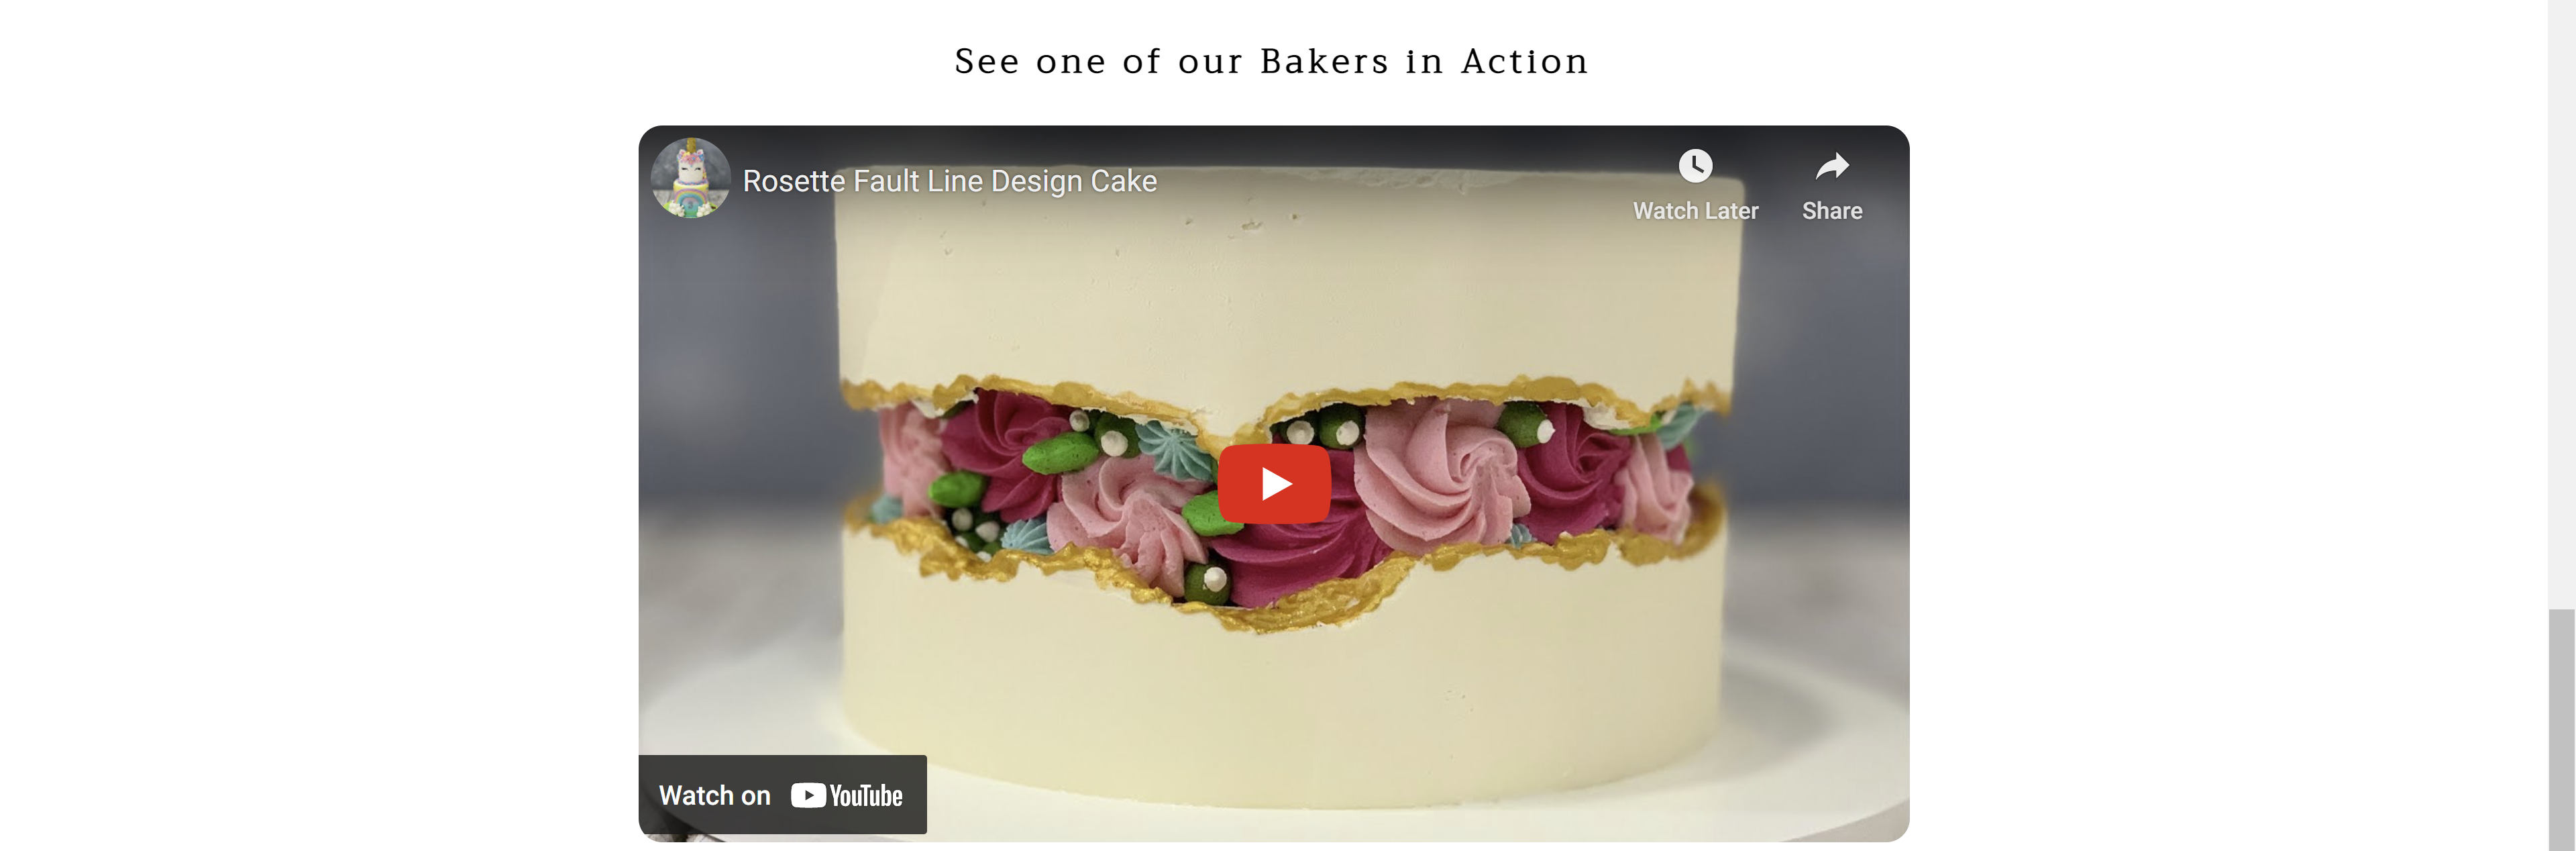 See one of our Bakers in Action
Rosette Fault Line Design Cake
Watch Later
Share
Watch on YouTube